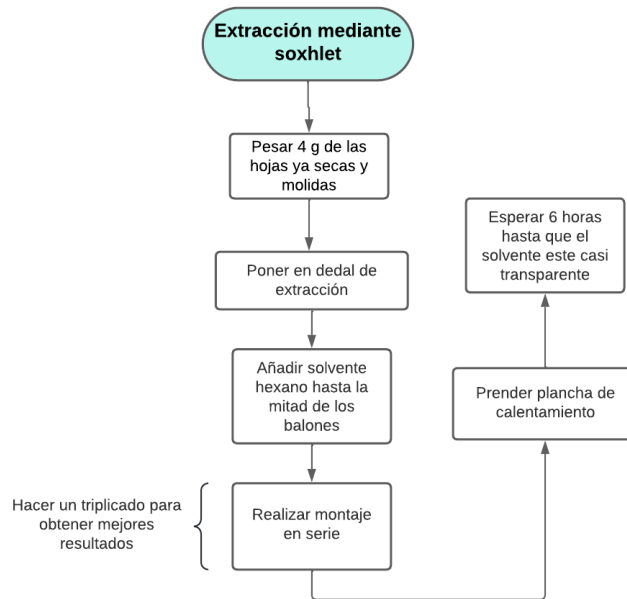 Extracción mediante
soxhlet
Pesar 4 g de las
hojas ya secas y
molidas
Poner en dedal de
extracción
Añadir solvente
hexano hasta la
mitad de los
balones
Hacer un triplicado para
obtener mejores
resultados
Realizar montaje
en serie
Prender plancha de
calentamiento
Esperar 6 horas
hasta que el
solvente este casi
transparente